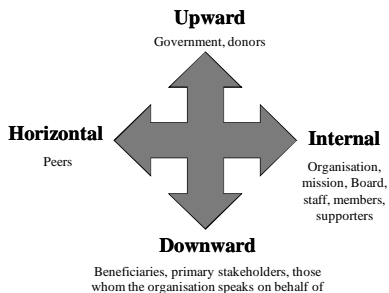 Upward
Government, donors
Horizontal
Peers
Internal
Organisation,
mission, Board,
staff, members,
supporters
Downward
Beneficiaries, primary stakeholders, those
whom the organisation speaks on behalf of